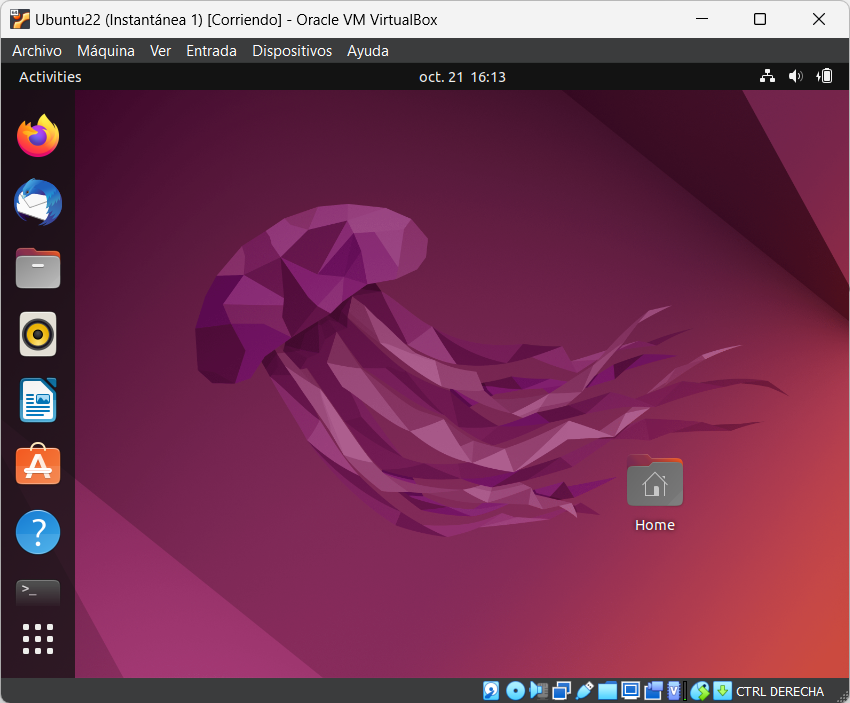 Ubuntu22 (Instantánea 1) [Corriendo] - Oracle VM VirtualBox
Archivo Máquina Ver Entrada Dispositivos Ayuda
Activities oct. 21 16:13
Home
CTRL DERECHA